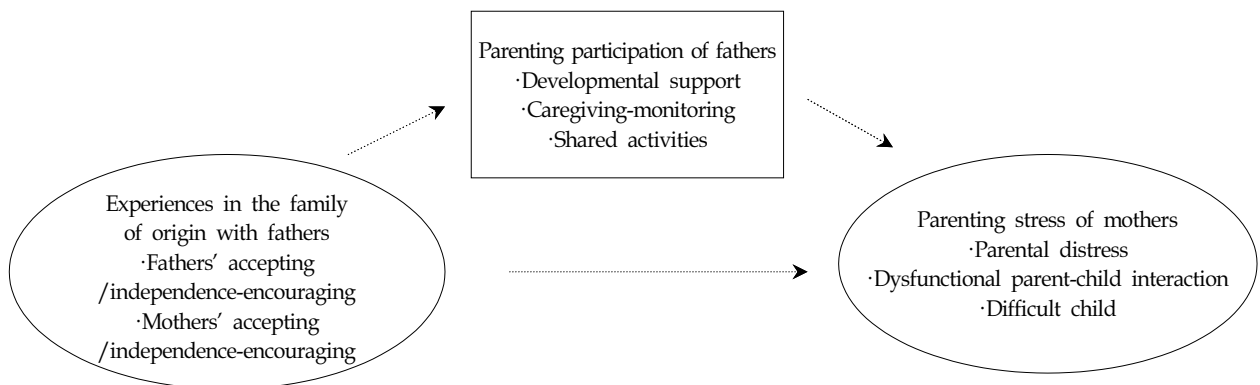 Parenting participation of fathers
·Developmental support
·Caregiving-monitoring
·Shared activities
Experiences in the family
of origin with fathers
·Fathers’ accepting
/independence-encouraging
·Mothers’ accepting
/independence-encouraging
Parenting stress of mothers
·Parental distress
·Dysfunctional parent-child interaction
·Difficult child